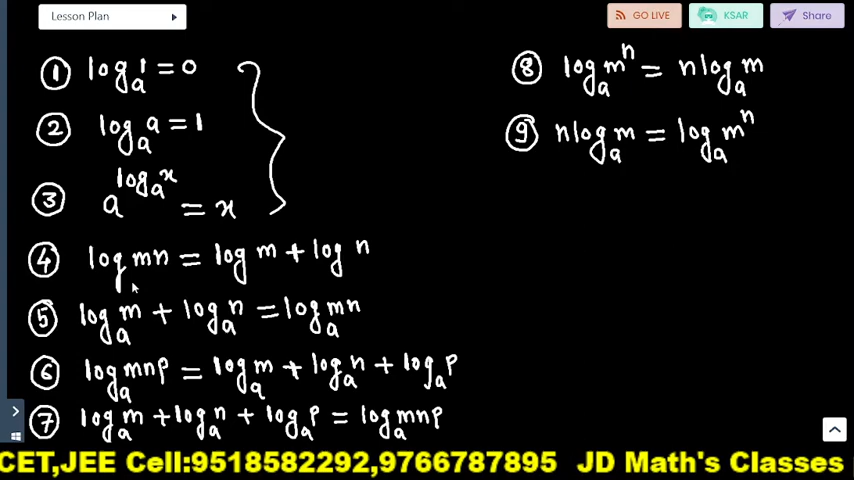 Lesson Plan
GO LIVE
KSAR
Share
① logₐ1 = 0
② logₐa = 1
③ a^(logₐx) = x
④ log mn = log m + log n
⑤ logₐm + logₐn = logₐmn
⑥ logₐmnp = logₐm + logₐn + logₐp
⑦ logₐm + logₐn + logₐp = logₐmnp
⑧ logₐmⁿ = n logₐm
⑨ n logₐm = logₐmⁿ
CET,JEE Cell:9518582292,9766787895 JD Math's Classes